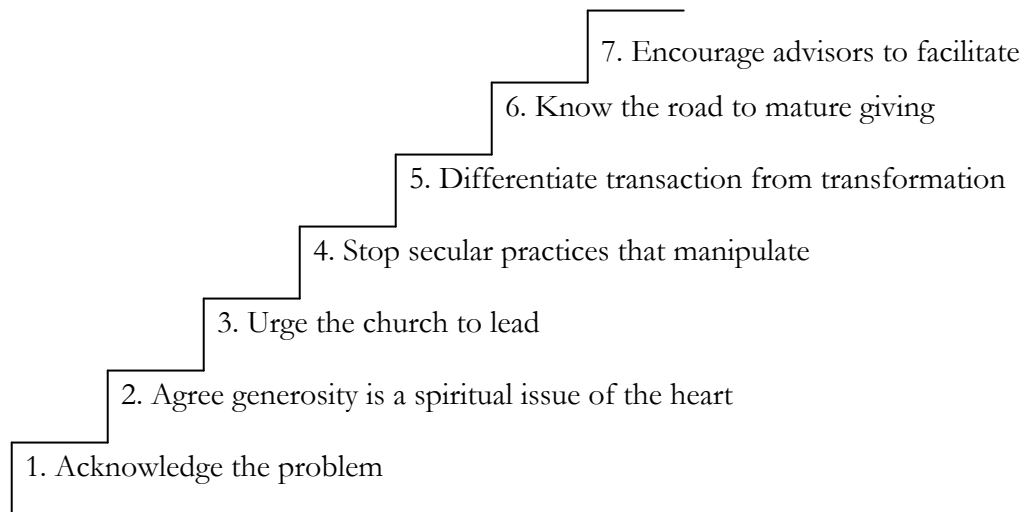 7. Encourage advisors to facilitate
6. Know the road to mature giving
5. Differentiate transaction from transformation
4. Stop secular practices that manipulate
3. Urge the church to lead
2. Agree generosity is a spiritual issue of the heart
1. Acknowledge the problem